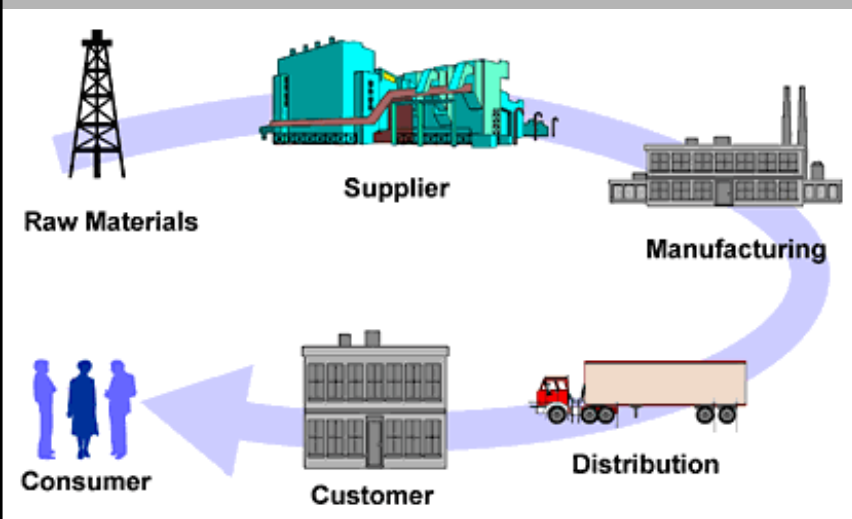 Raw Materials
Supplier
Manufacturing
Distribution
Customer
Consumer